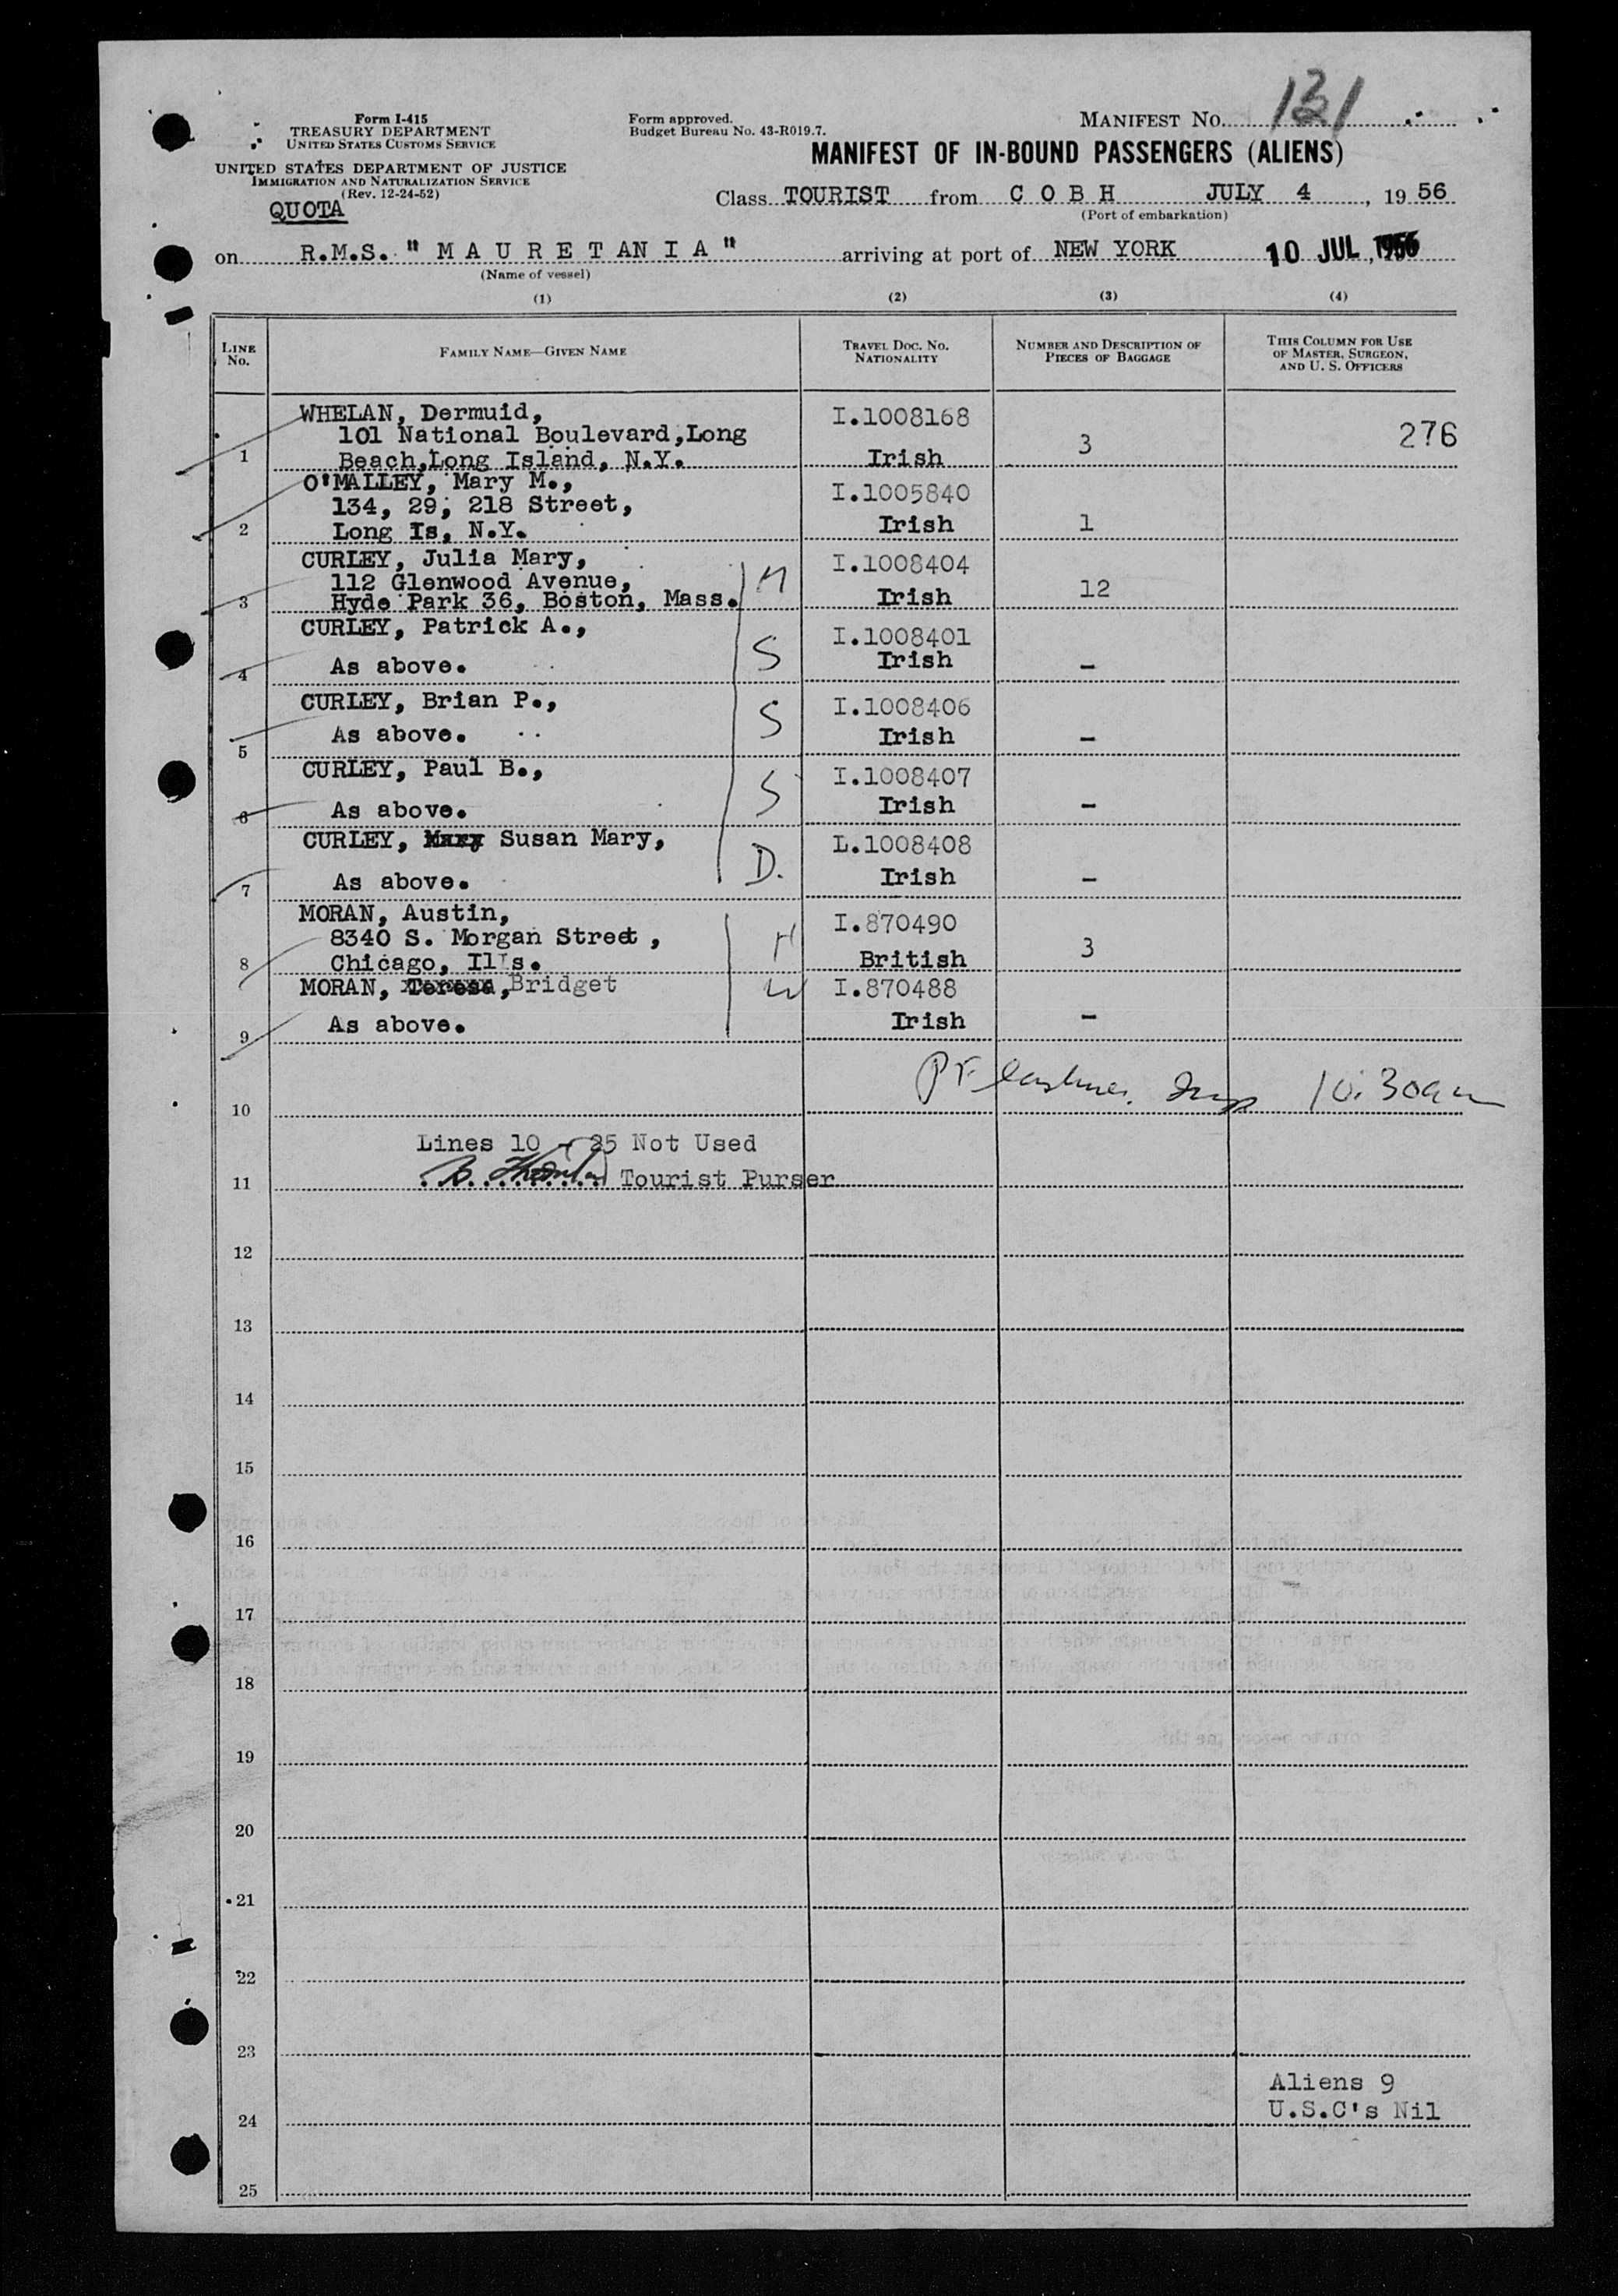 Form I-415
TREASURY DEPARTMENT
UNITED STATES CUSTOMS SERVICE
UNITED STATES DEPARTMENT OF JUSTICE
IMMIGRATION AND NATURALIZATION SERVICE
(Rev. 12-24-52)
QUOTA
Form approved.
Budget Bureau No. 43-R019.7.
MANIFEST No. 131
MANIFEST OF IN-BOUND PASSENGERS (ALIENS)
Class TOURIST from C O B H JULY 4, 19 56
(Port of embarkation)
on R.M.S. " M A U R E T A N I A " arriving at port of NEW YORK 10 JUL, 1956
(Name of vessel)
(1) (2) (3) (4)
LINE No.
FAMILY NAME—GIVEN NAME
TRAVEL DOC. NO.
NATIONALITY
NUMBER AND DESCRIPTION OF
PIECES OF BAGGAGE
THIS COLUMN FOR USE
OF MASTER, SURGEON,
AND U. S. OFFICERS
WHELAN, Dermuid, I.1008168
101 National Boulevard,Long 276
1 Beach,Long Island, N.Y. Irish 3
O'MALLEY, Mary M., I.1005840
134, 29, 218 Street,
2 Long Is, N.Y. Irish 1
CURLEY, Julia Mary, I.1008404
112 Glenwood Avenue, M
3 Hyde Park 36, Boston, Mass. Irish 12
CURLEY, Patrick A., S I.1008401
4 As above. Irish -
CURLEY, Brian P., S I.1008406
5 As above. Irish -
CURLEY, Paul B., S I.1008407
6 As above. Irish -
CURLEY, Mary Susan Mary, L.1008408
7 As above. D. Irish -
MORAN, Austin, I.870490
8340 S. Morgan Street, H 3
8 Chicago, Ills. British
MORAN, Teresa, Bridget W I.870488
9 As above. Irish -
10 10:30am
Lines 10 - 25 Not Used
11 Tourist Purser
12
13
14
15
16
17
18
19
20
21
22
23
Aliens 9
24 U.S.C's Nil
25